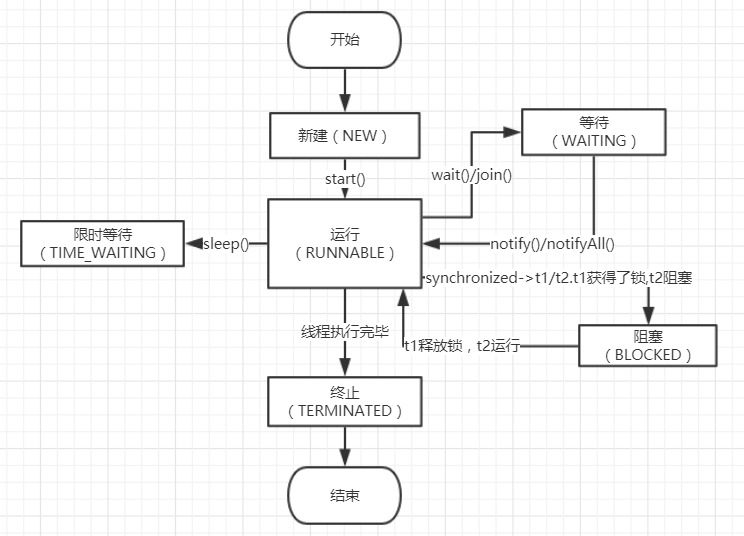 开始
新建（NEW）
start()
等待
（WAITING）
wait()/join()
运行
（RUNNABLE）
限时等待
（TIME_WAITING）
sleep()
notify()/notifyAll()
synchronized->t1/t2.t1获得了锁,t2阻塞
阻塞
（BLOCKED）
t1释放锁，t2运行
线程执行完毕
终止
（TERMINATED）
结束